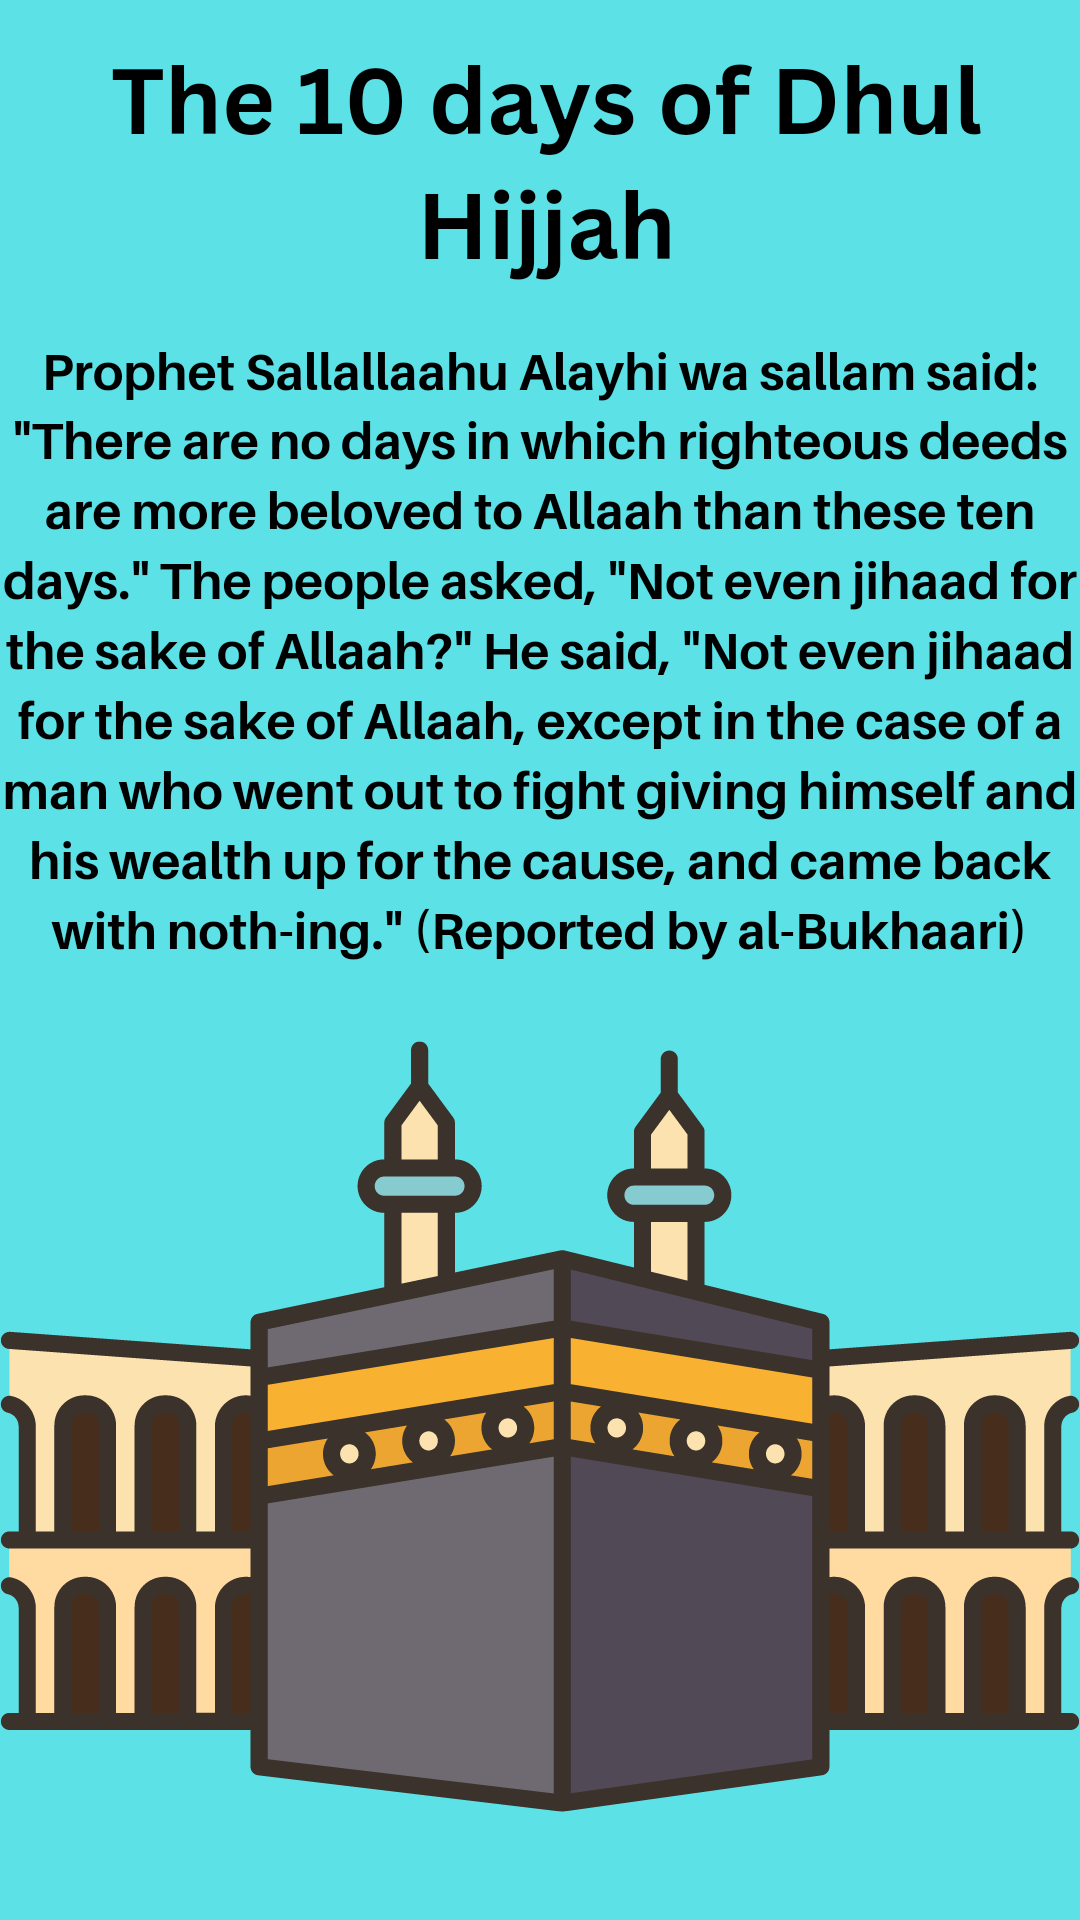 The 10 days of Dhul
Hijjah
Prophet Sallallaahu Alayhi wa sallam said:
"There are no days in which righteous deeds
are more beloved to Allaah than these ten
days." The people asked, "Not even jihaad for
the sake of Allaah?" He said, "Not even jihaad
for the sake of Allaah, except in the case of a
man who went out to fight giving himself and
his wealth up for the cause, and came back
with noth-ing." (Reported by al-Bukhaari)